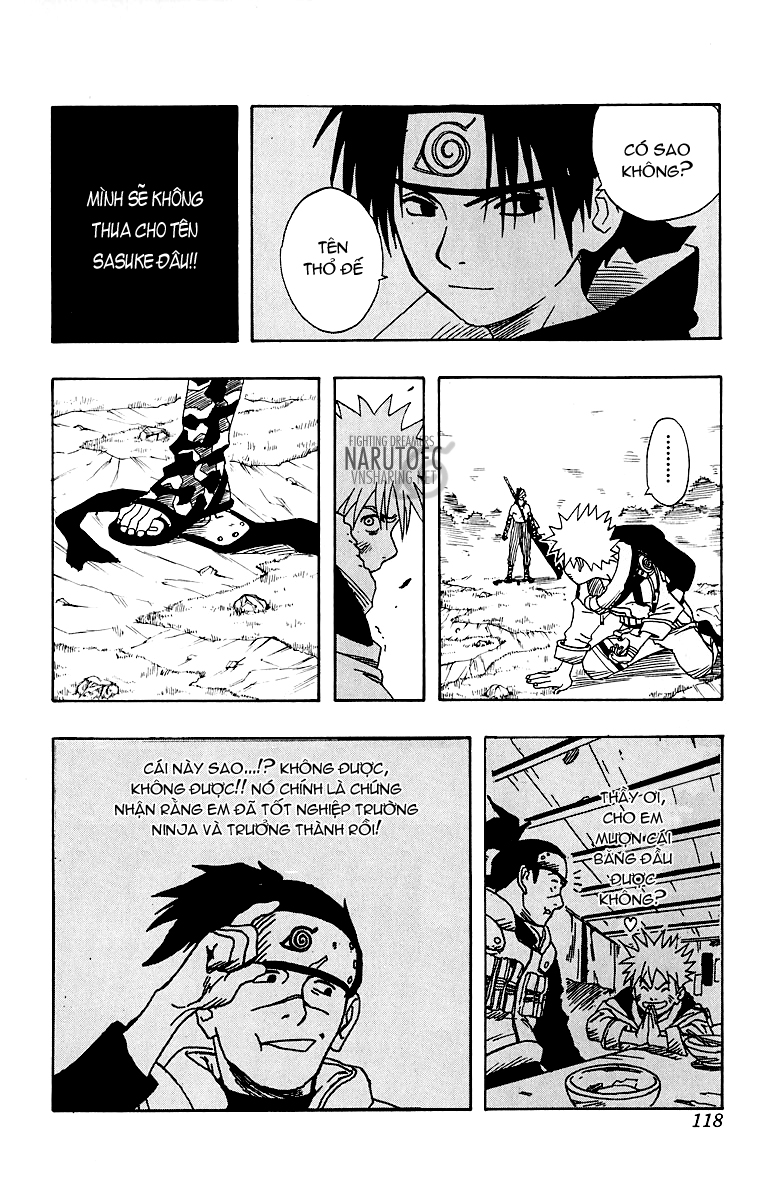 CÓ SAO
KHÔNG?
TÊN
THỎ ĐẾ
MÌNH SẼ KHÔNG
THUA CHO TÊN
SASUKE ĐÂU!!
..........
FIGHTING DREAMERS
NARUTOFC
VNSHARING.NET
THẦY ƠI,
CHO EM
MƯỢN CÁI
BĂNG ĐẦU
ĐƯỢC
KHÔNG?
CÁI NÀY SAO...!? KHÔNG ĐƯỢC,
KHÔNG ĐƯỢC!! NÓ CHÍNH LÀ CHỨNG
NHẬN RẰNG EM ĐÃ TỐT NGHIỆP TRƯỜNG
NINJA VÀ TRƯỞNG THÀNH RỒI!
118